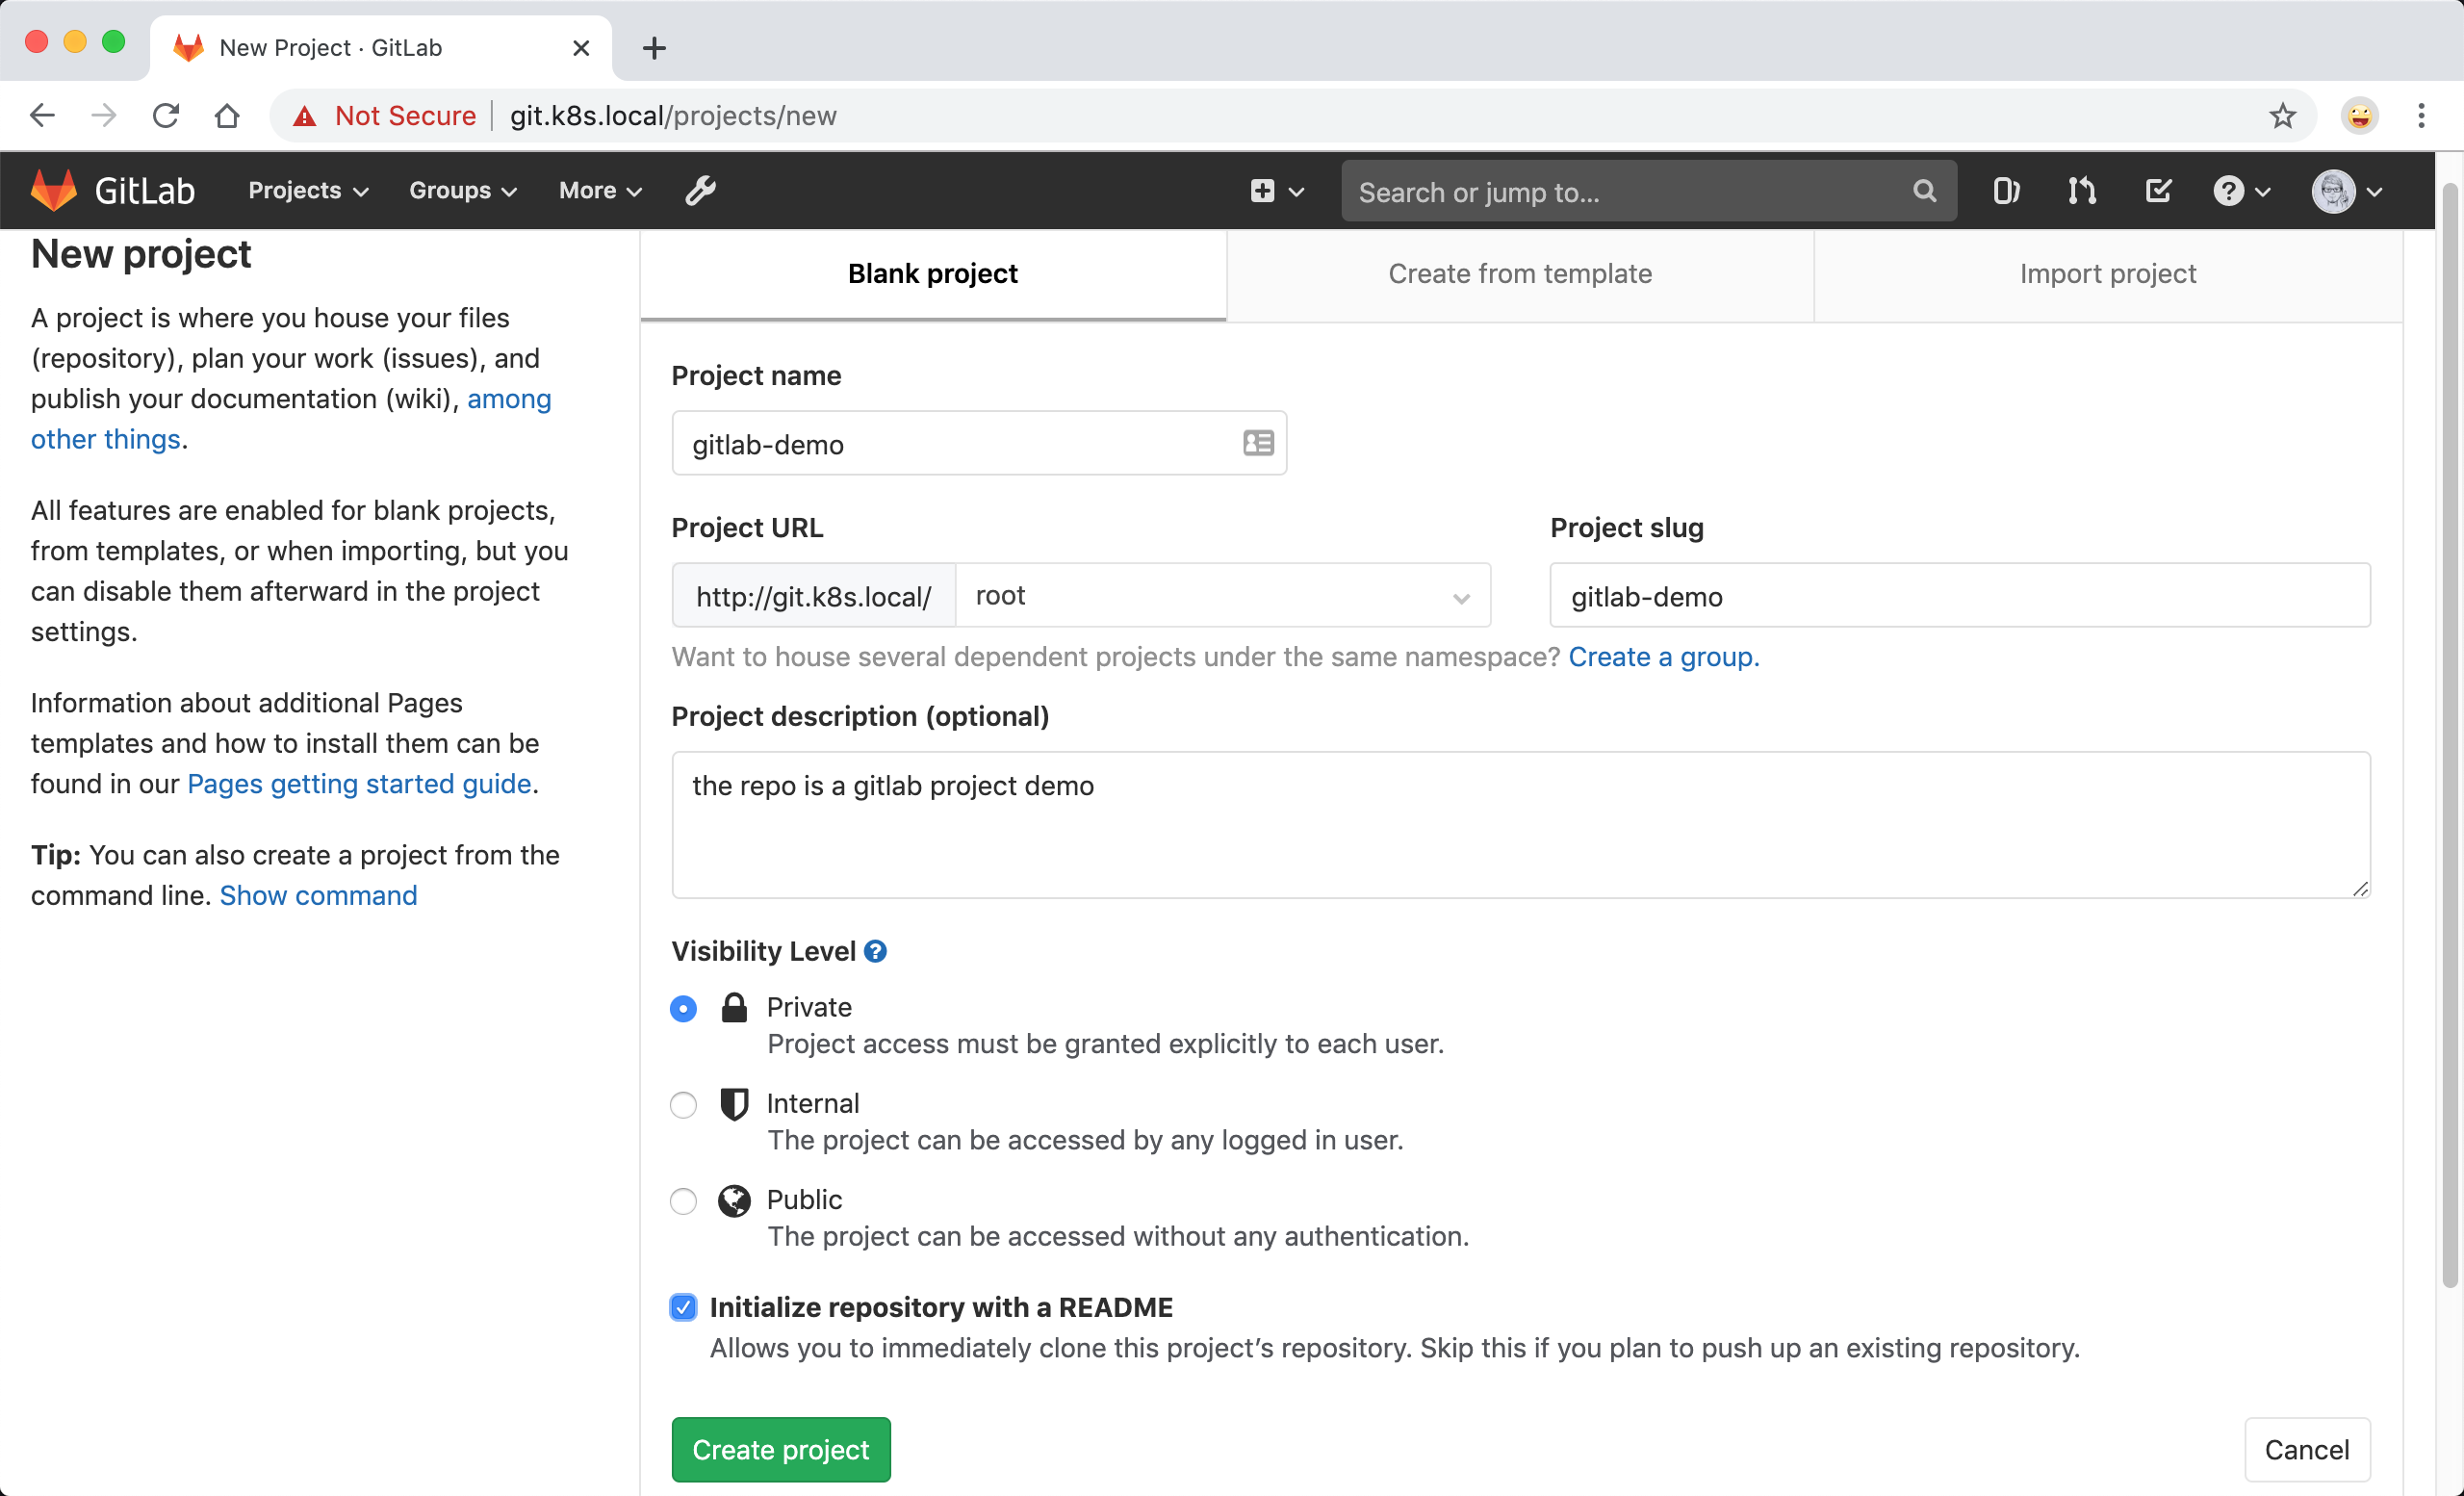 New Project · GitLab
Not Secure git.k8s.local/projects/new
GitLab Projects Groups More Search or jump to...
New project
A project is where you house your files
(repository), plan your work (issues), and
publish your documentation (wiki), among
other things.
All features are enabled for blank projects,
from templates, or when importing, but you
can disable them afterward in the project
settings.
Information about additional Pages
templates and how to install them can be
found in our Pages getting started guide.
Tip: You can also create a project from the
command line. Show command
Blank project Create from template Import project
Project name
gitlab-demo
Project URL Project slug
http://git.k8s.local/ root gitlab-demo
Want to house several dependent projects under the same namespace? Create a group.
Project description (optional)
the repo is a gitlab project demo
Visibility Level
Private
Project access must be granted explicitly to each user.
Internal
The project can be accessed by any logged in user.
Public
The project can be accessed without any authentication.
Initialize repository with a README
Allows you to immediately clone this project’s repository. Skip this if you plan to push up an existing repository.
Create project Cancel